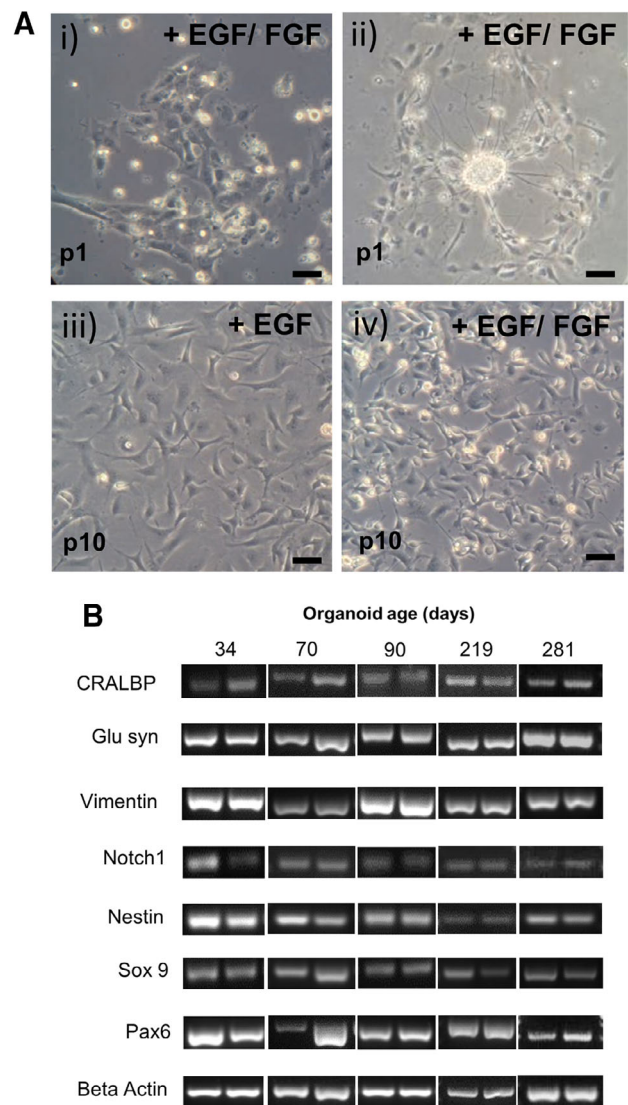 A
i)
+ EGF/ FGF
p1
ii)
+ EGF/ FGF
p1
iii)
+ EGF
p10
iv)
+ EGF/ FGF
p10
B
Organoid age (days)
34 70 90 219 281
CRALBP
Glu syn
Vimentin
Notch1
Nestin
Sox 9
Pax6
Beta Actin